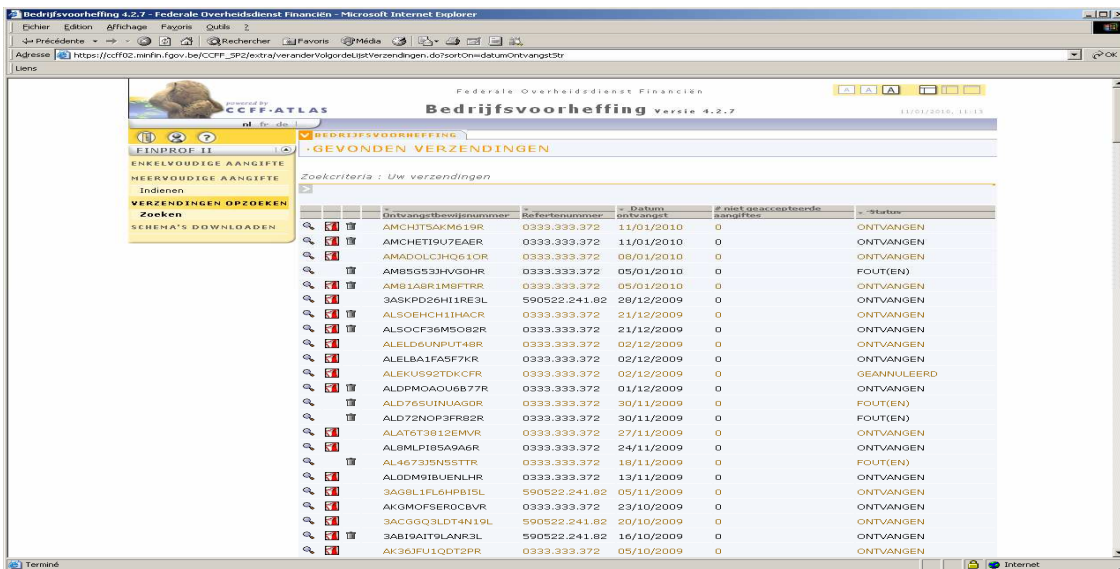 Bedrijfsvoorheffing 4.2.7 - Federale Overheidsdienst Financiën - Microsoft Internet Explorer
Fichier Edition Affichage Favoris Outils ?
Précédente Rechercher Favoris Média
Adresse https://ccff02.minfin.fgov.be/CCFF_SP2/extra/veranderVolgordeLijstVerzendingen.do?sortOn=datumOntvangstStr OK
Liens
Federale Overheidsdienst Financiën A A A
powered by
CCFF-ATLAS Bedrijfsvoorheffing Versie 4.2.7 11/01/2010, 11:13
nl fr de
BEDRIJFSVOORHEFFING
FINPROF II
·GEVONDEN VERZENDINGEN
ENKELVOUDIGE AANGIFTE
MEERVOUDIGE AANGIFTE
Indienen
VERZENDINGEN OPZOEKEN
Zoeken
SCHEMA'S DOWNLOADEN
Zoekcriteria : Uw verzendingen
Ontvangstbewijsnummer Refertenummer Datum ontvangst # niet geaccepteerde aangiftes Status
AMCHJT5AKM619R 0333.333.372 11/01/2010 0 ONTVANGEN
AMCHETI9U7EAER 0333.333.372 11/01/2010 0 ONTVANGEN
AMADOLCJHQ61OR 0333.333.372 08/01/2010 0 ONTVANGEN
AM85G53JHVG0HR 0333.333.372 05/01/2010 0 FOUT(EN)
AM81A8R1M8FTRR 0333.333.372 05/01/2010 0 ONTVANGEN
3ASKPD26HI1RE3L 590522.241.82 28/12/2009 0 ONTVANGEN
ALSOEHCH1IHACR 0333.333.372 21/12/2009 0 ONTVANGEN
ALSOCF36M5O82R 0333.333.372 21/12/2009 0 ONTVANGEN
ALELD6UNPUT48R 0333.333.372 02/12/2009 0 ONTVANGEN
ALELBA1FA5F7KR 0333.333.372 02/12/2009 0 ONTVANGEN
ALEKUS92TDKCFR 0333.333.372 02/12/2009 0 GEANNULEERD
ALDPMOAOU6B77R 0333.333.372 01/12/2009 0 ONTVANGEN
ALD76SUINUAG0R 0333.333.372 30/11/2009 0 FOUT(EN)
ALD72NOP3FR82R 0333.333.372 30/11/2009 0 FOUT(EN)
ALAT6T3812EMVR 0333.333.372 27/11/2009 0 ONTVANGEN
AL8MLPI85A9A6R 0333.333.372 24/11/2009 0 ONTVANGEN
AL4673J5N5STTR 0333.333.372 18/11/2009 0 FOUT(EN)
AL0DM9IBUENLHR 0333.333.372 13/11/2009 0 ONTVANGEN
3AG8L1FL6HPBI5L 590522.241.82 05/11/2009 0 ONTVANGEN
AKGMOFSER0CBVR 0333.333.372 23/10/2009 0 ONTVANGEN
3ACGGQ3LDT4N19L 590522.241.82 20/10/2009 0 ONTVANGEN
3ABI9AIT9LANR3L 590522.241.82 16/10/2009 0 ONTVANGEN
AK36JFU1QDT2PR 0333.333.372 05/10/2009 0 ONTVANGEN
Terminé Internet